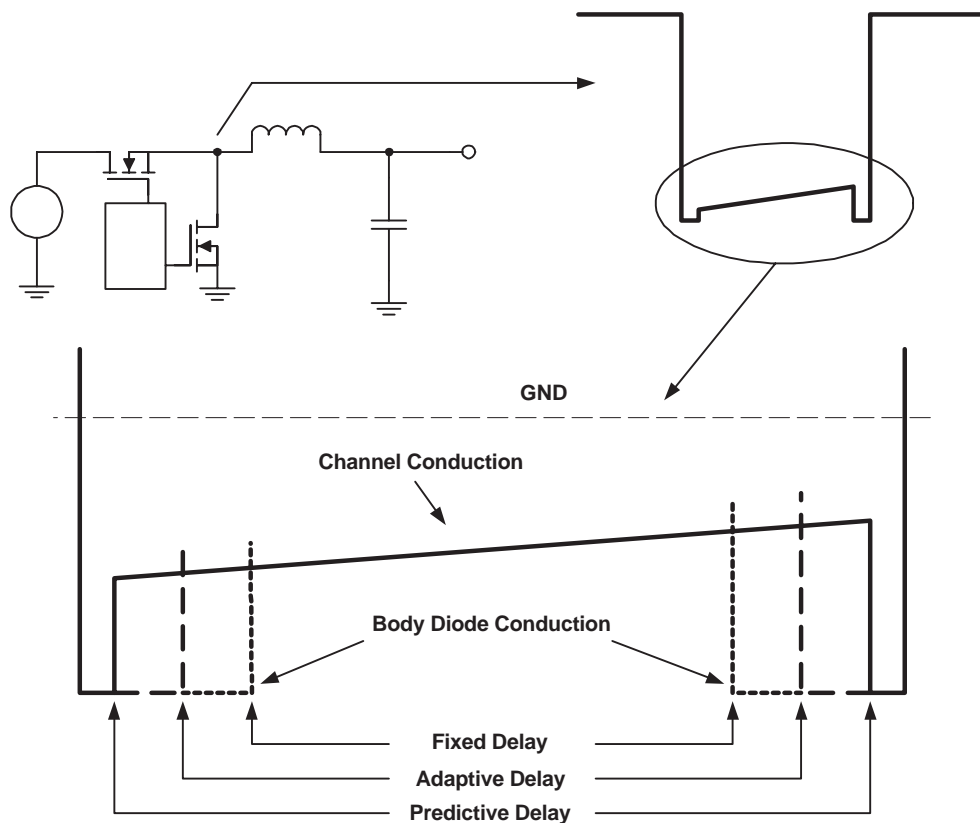 GND
Channel Conduction
Body Diode Conduction
Fixed Delay
Adaptive Delay
Predictive Delay